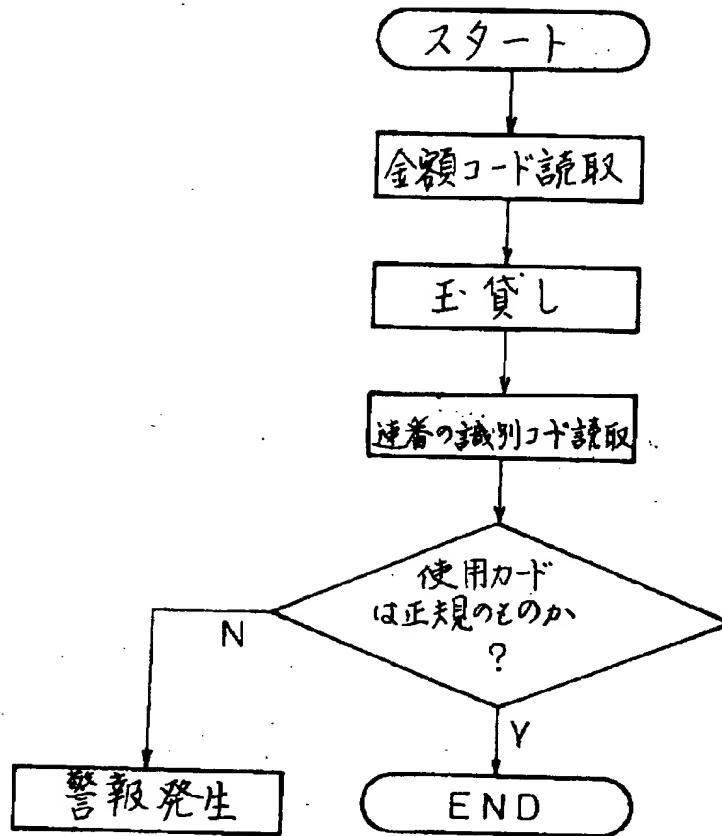 スタート
金額コード読取
玉貸し
連番の識別コード読取
使用カード
は正規のものか
?
N
Y
警報発生
END